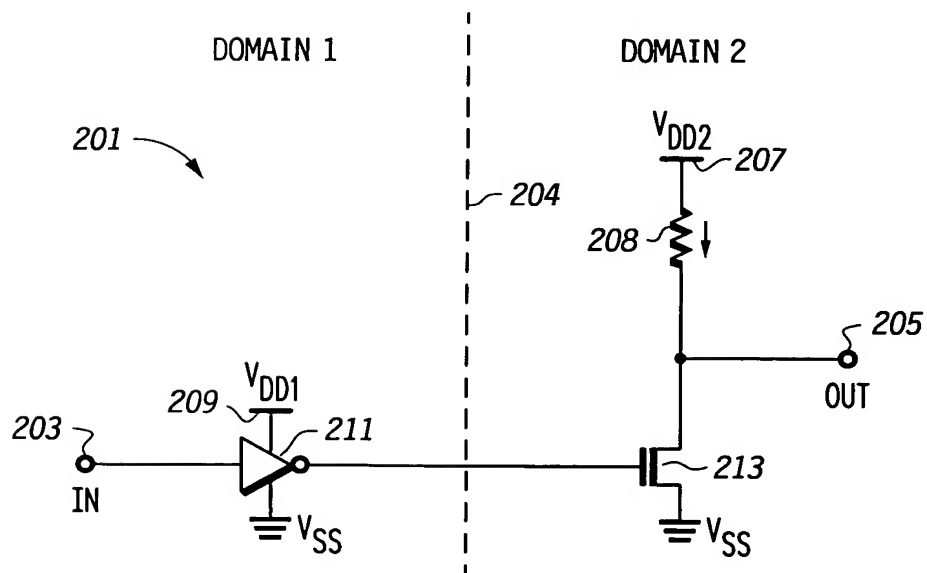 DOMAIN 1
DOMAIN 2
201
VDD2
207
204
208
205
OUT
VDD1
209
211
203
IN
213
VSS
VSS